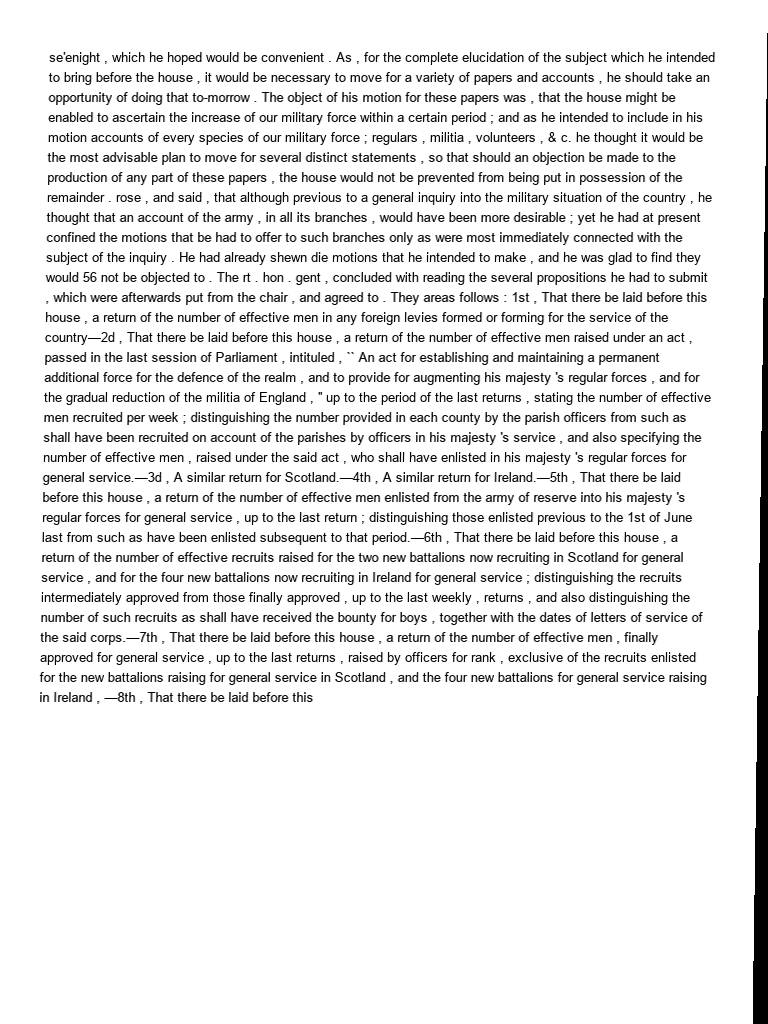 se'enight , which he hoped would be convenient . As , for the complete elucidation of the subject which he intended
to bring before the house , it would be necessary to move for a variety of papers and accounts , he should take an
opportunity of doing that to-morrow . The object of his motion for these papers was , that the house might be
enabled to ascertain the increase of our military force within a certain period ; and as he intended to include in his
motion accounts of every species of our military force ; regulars , militia , volunteers , & c. he thought it would be
the most advisable plan to move for several distinct statements , so that should an objection be made to the
production of any part of these papers , the house would not be prevented from being put in possession of the
remainder . rose , and said , that although previous to a general inquiry into the military situation of the country , he
thought that an account of the army , in all its branches , would have been more desirable ; yet he had at present
confined the motions that be had to offer to such branches only as were most immediately connected with the
subject of the inquiry . He had already shewn die motions that he intended to make , and he was glad to find they
would 56 not be objected to . The rt . hon . gent , concluded with reading the several propositions he had to submit
, which were afterwards put from the chair , and agreed to . They areas follows : 1st , That there be laid before this
house , a return of the number of effective men in any foreign levies formed or forming for the service of the
country—2d , That there be laid before this house , a return of the number of effective men raised under an act ,
passed in the last session of Parliament , intituled , `` An act for establishing and maintaining a permanent
additional force for the defence of the realm , and to provide for augmenting his majesty 's regular forces , and for
the gradual reduction of the militia of England , '' up to the period of the last returns , stating the number of effective
men recruited per week ; distinguishing the number provided in each county by the parish officers from such as
shall have been recruited on account of the parishes by officers in his majesty 's service , and also specifying the
number of effective men , raised under the said act , who shall have enlisted in his majesty 's regular forces for
general service.—3d , A similar return for Scotland.—4th , A similar return for Ireland.—5th , That there be laid
before this house , a return of the number of effective men enlisted from the army of reserve into his majesty 's
regular forces for general service , up to the last return ; distinguishing those enlisted previous to the 1st of June
last from such as have been enlisted subsequent to that period.—6th , That there be laid before this house , a
return of the number of effective recruits raised for the two new battalions now recruiting in Scotland for general
service , and for the four new battalions now recruiting in Ireland for general service ; distinguishing the recruits
intermediately approved from those finally approved , up to the last weekly , returns , and also distinguishing the
number of such recruits as shall have received the bounty for boys , together with the dates of letters of service of
the said corps.—7th , That there be laid before this house , a return of the number of effective men , finally
approved for general service , up to the last returns , raised by officers for rank , exclusive of the recruits enlisted
for the new battalions raising for general service in Scotland , and the four new battalions for general service raising
in Ireland , —8th , That there be laid before this